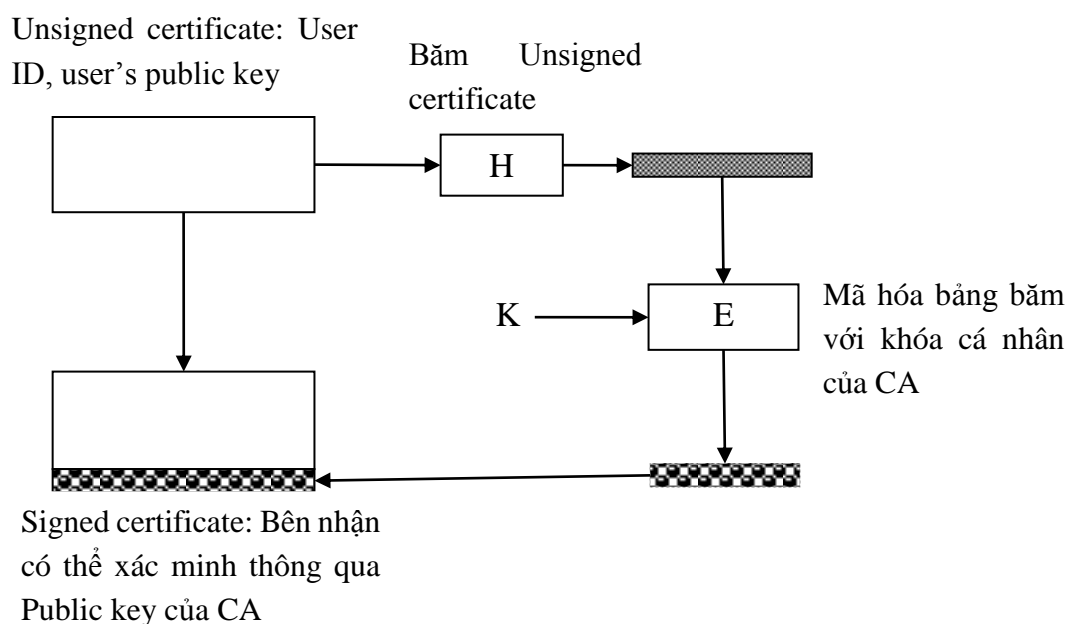 Unsigned certificate: User
ID, user's public key
Băm Unsigned
certificate
H
K
E
Mã hóa bảng băm
với khóa cá nhân
của CA
Signed certificate: Bên nhận
có thể xác minh thông qua
Public key của CA